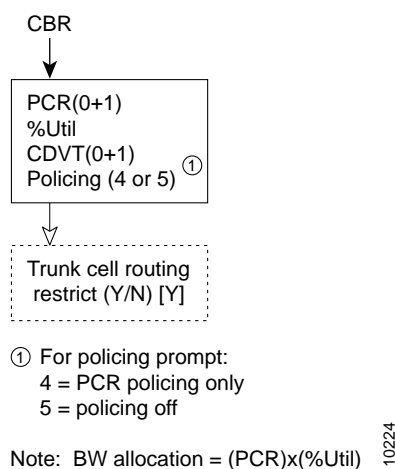 CBR
PCR(0+1)
%Util
CDVT(0+1)
Policing (4 or 5) ①
Trunk cell routing
restrict (Y/N) [Y]
① For policing prompt:
4 = PCR policing only
5 = policing off
Note: BW allocation = (PCR)x(%Util)
10224